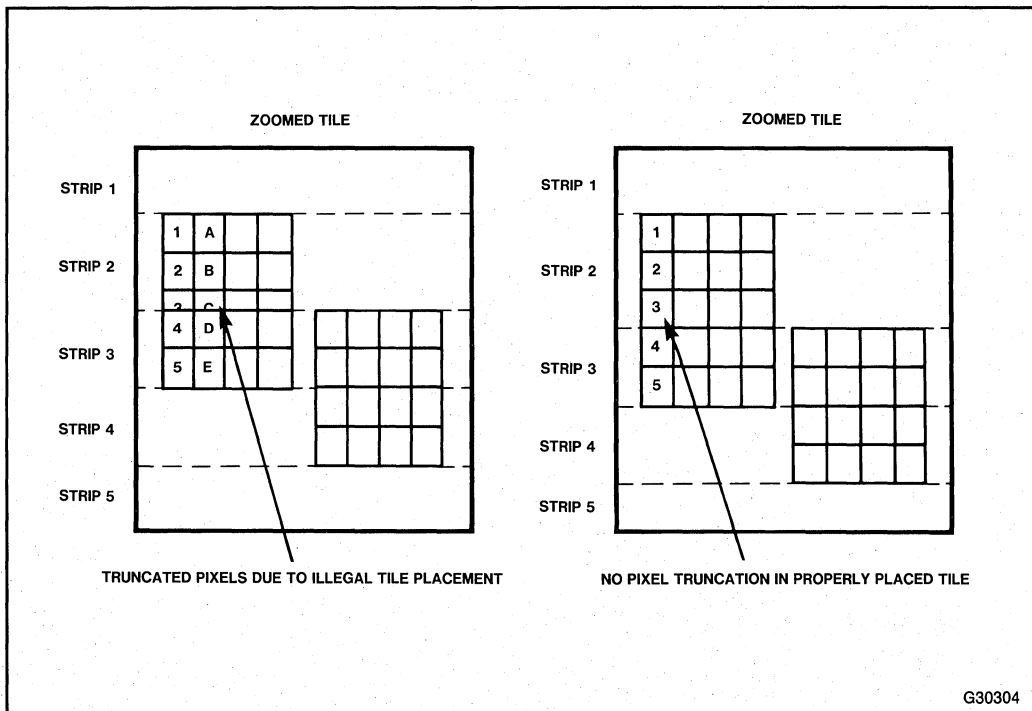 ZOOMED TILE
STRIP 1
STRIP 2
STRIP 3
STRIP 4
STRIP 5
1 A
2 B
3 C
4 D
5 E
TRUNCATED PIXELS DUE TO ILLEGAL TILE PLACEMENT
ZOOMED TILE
STRIP 1
STRIP 2
STRIP 3
STRIP 4
STRIP 5
1
2
3
4
5
NO PIXEL TRUNCATION IN PROPERLY PLACED TILE
G30304